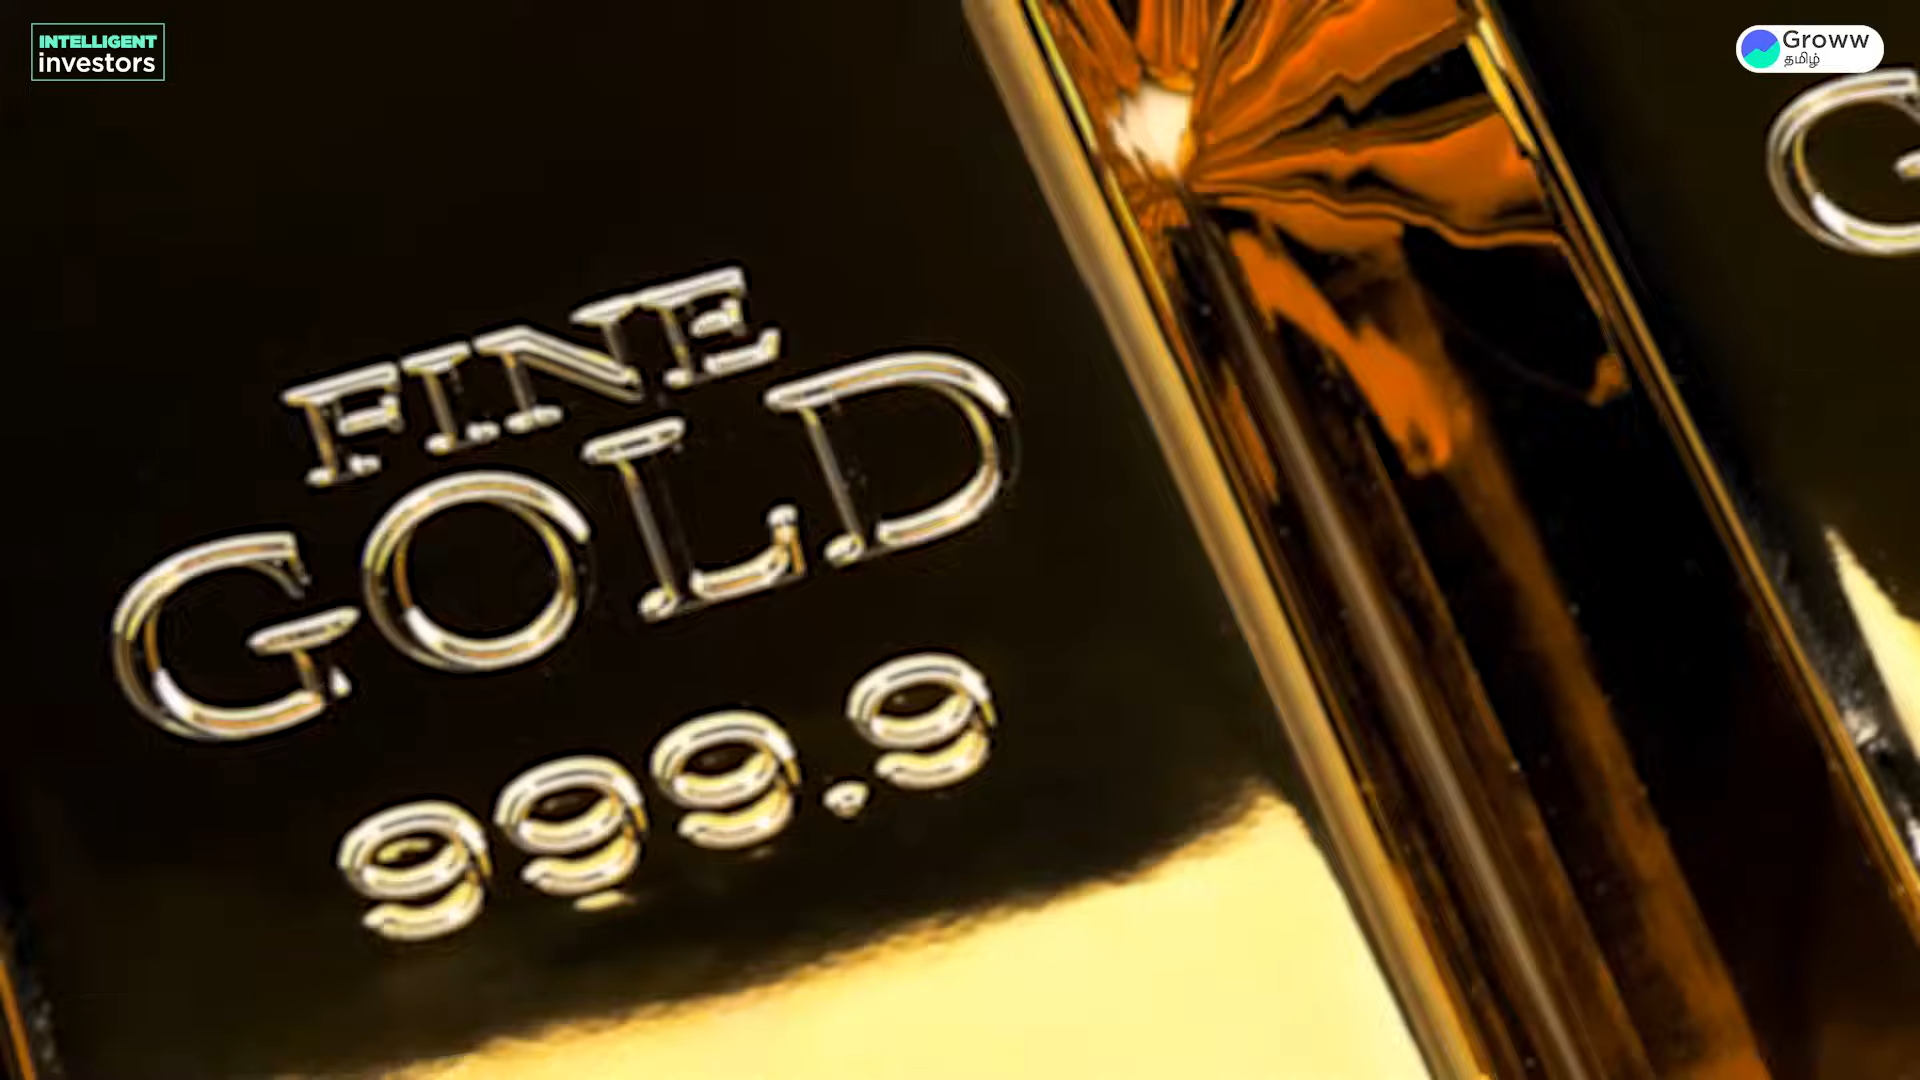 INTELLIGENT
investors
Groww
தமிழ்
FINE
GOLD
999.9
G